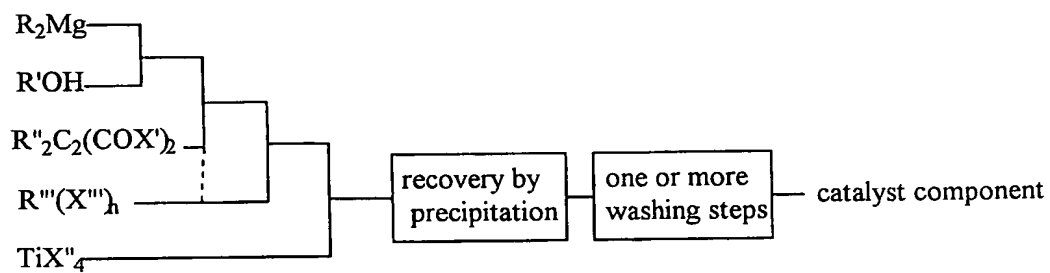 R₂Mg
R'OH
R"₂C₂(COX')₂
R'''(X''')ₙ
TiX"₄
recovery by
precipitation
one or more
washing steps
catalyst component